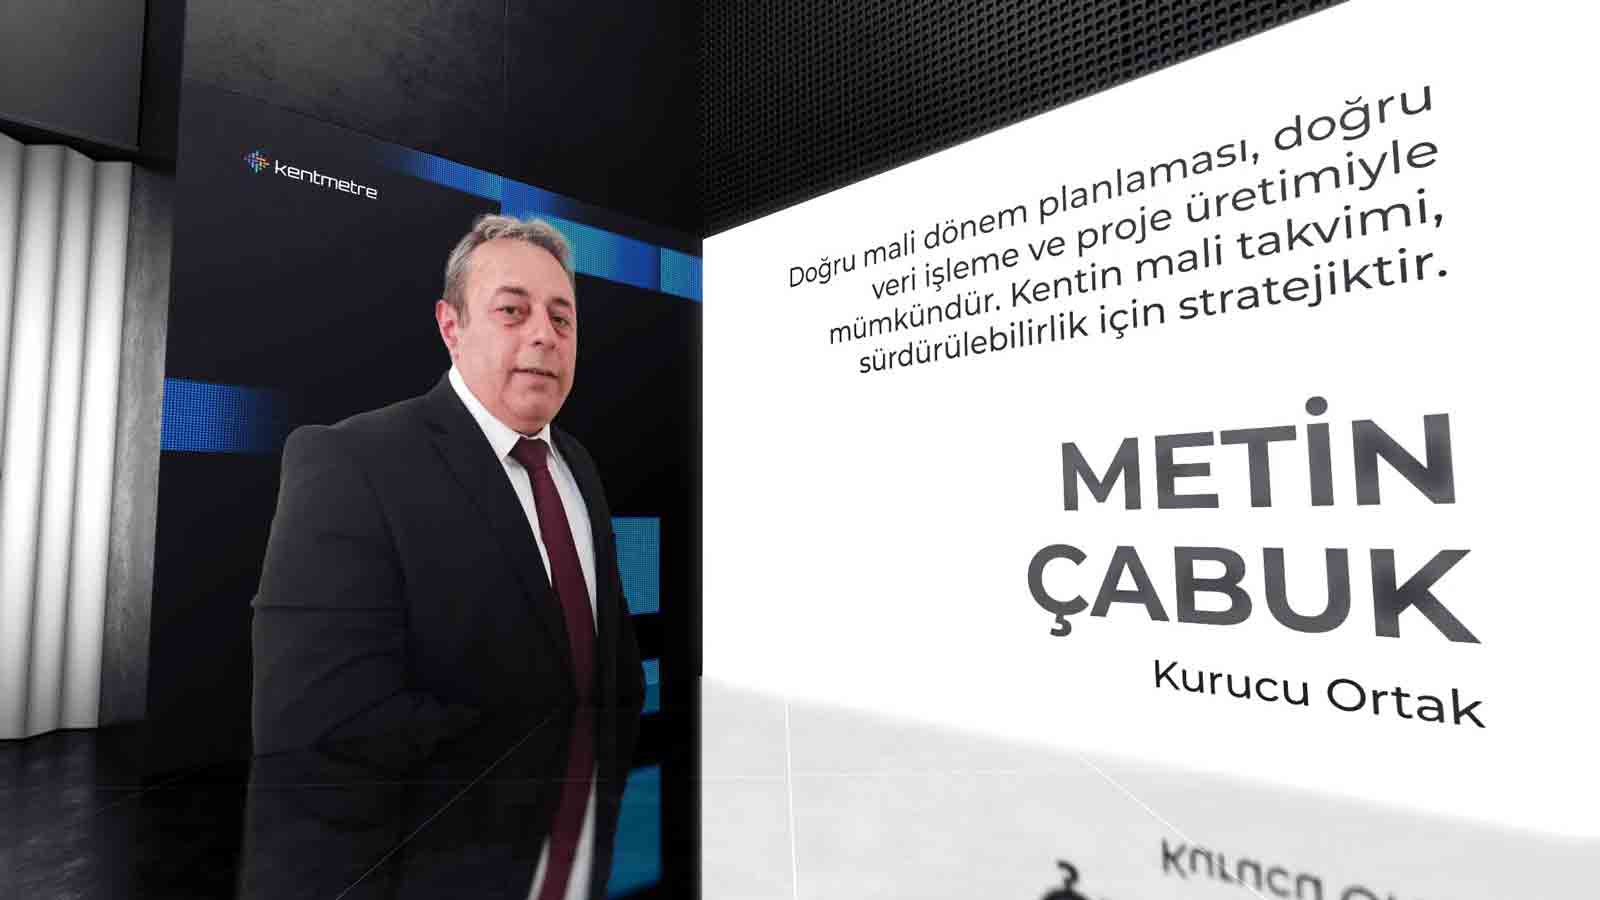 kentmetre
Doğru mali dönem planlaması, doğru
veri işleme ve proje üretimiyle
mümkündür. Kentin mali takvimi,
sürdürülebilirlik için stratejiktir.
METİN
ÇABUK
Kurucu Ortak